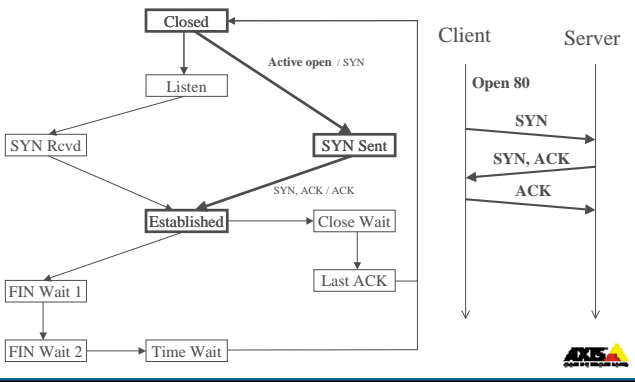 Closed
Active open / SYN
Listen
SYN Rcvd
SYN Sent
SYN, ACK / ACK
Established
Close Wait
Last ACK
FIN Wait 1
FIN Wait 2
Time Wait
Client
Server
Open 80
SYN
SYN, ACK
ACK
AXIS